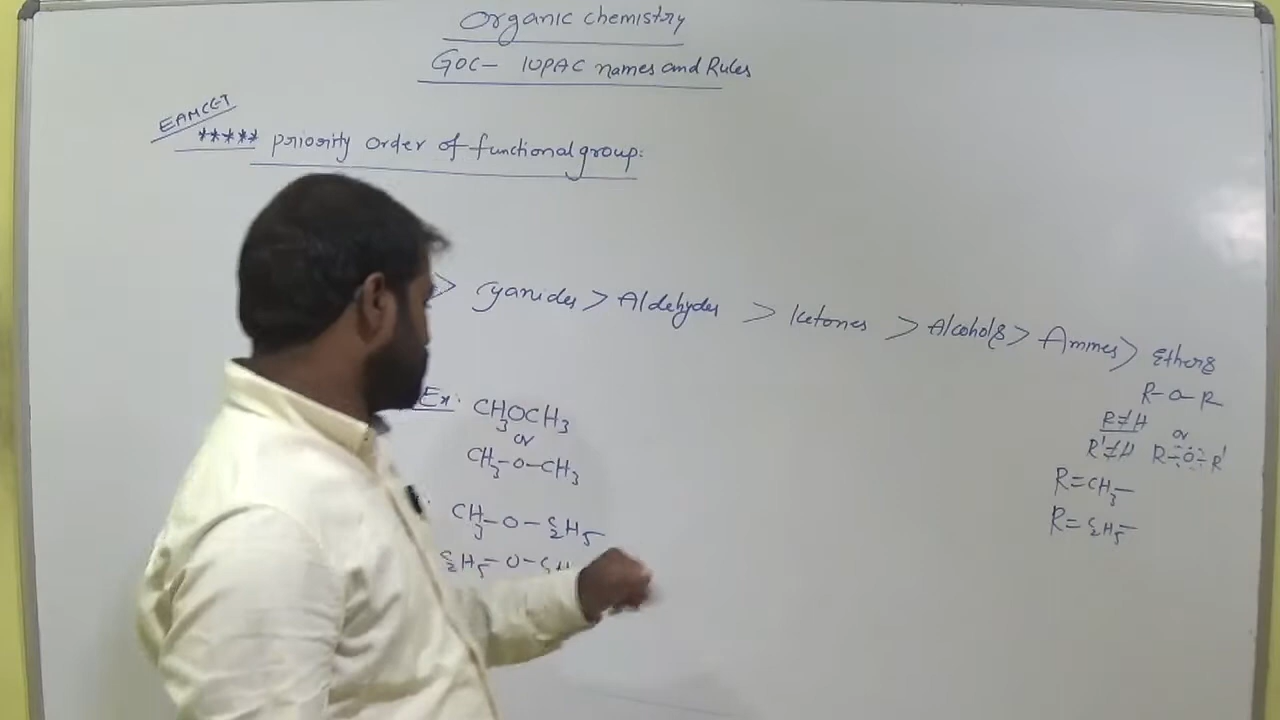 Organic chemistry
GOC- IUPAC names and Rules
EAMCET
***** priority order of functional group:
> Cyanides > Aldehydes > Ketones > Alcohols > Ammes > Ethers
R-O-R
or
R-O-R'
R≠H
R'≠H
R=CH3-
R=C2H5-
Ex: CH3OCH3
or
CH3-O-CH3
CH3-O-C2H5
C2H5-O-